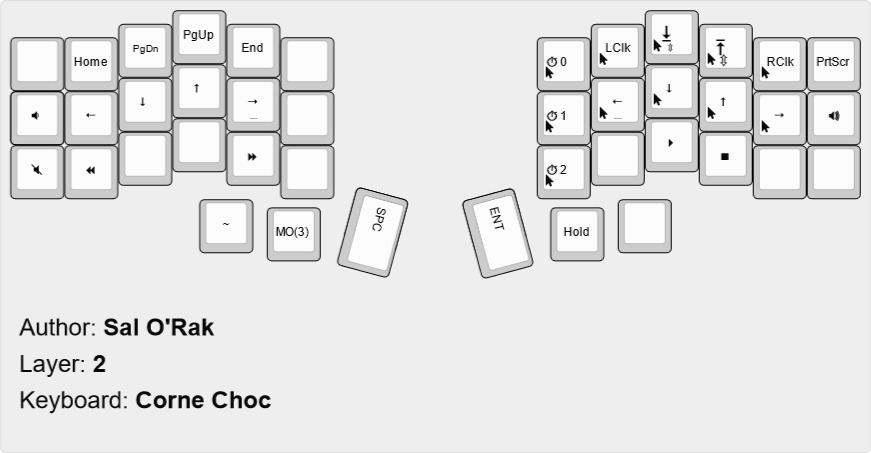 Home PgDn PgUp End
⏱0 LClk ⤓⇳ ⤒⇳ RClk PrtScr
🔈 ← ↓ ↑ →_
⏱1 ←_ ↓ ↑ → 🔊
🔇 ⏪ ⏩
⏱2 ⏵ ⏹
~ MO(3) SPC ENT Hold
Author: Sal O'Rak
Layer: 2
Keyboard: Corne Choc